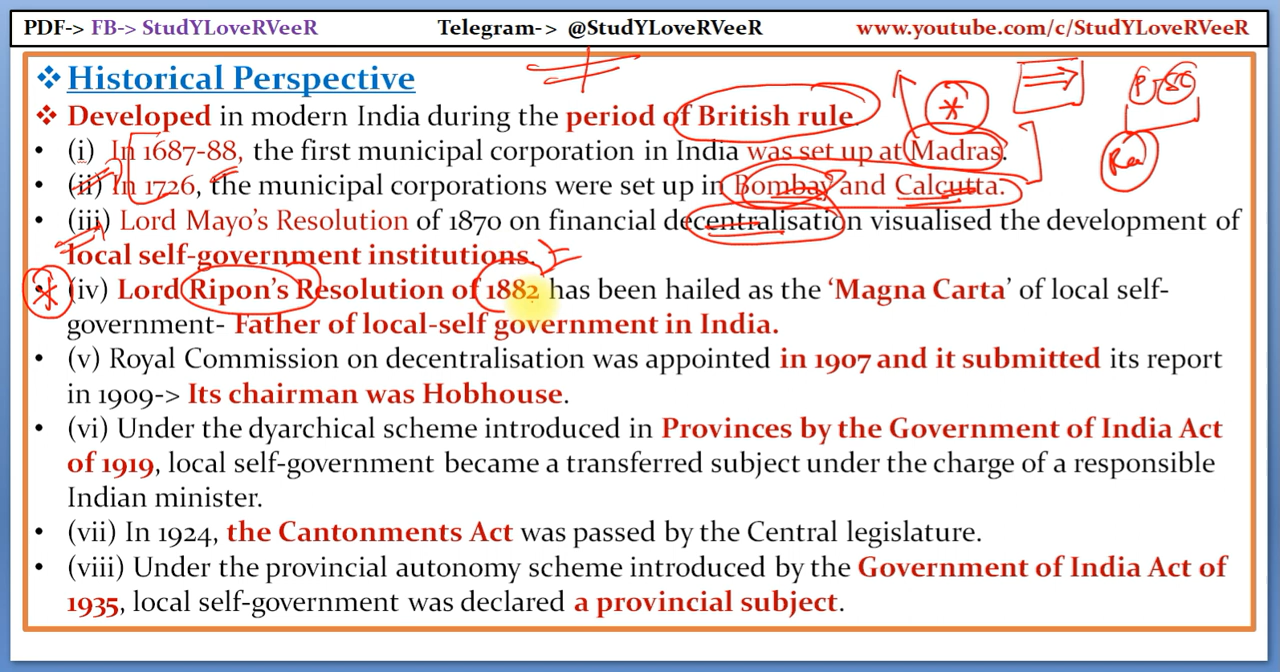 PDF-> FB-> StudYLoveRVeeR Telegram-> @StudYLoveRVeeR www.youtube.com/c/StudYLoveRVeeR
❖ Historical Perspective
❖ Developed in modern India during the period of British rule.
• (i) In 1687-88, the first municipal corporation in India was set up at Madras.
• (ii) In 1726, the municipal corporations were set up in Bombay and Calcutta.
• (iii) Lord Mayo's Resolution of 1870 on financial decentralisation visualised the development of
local self-government institutions.
• (iv) Lord Ripon's Resolution of 1882 has been hailed as the 'Magna Carta' of local self-
government- Father of local-self government in India.
• (v) Royal Commission on decentralisation was appointed in 1907 and it submitted its report
in 1909-> Its chairman was Hobhouse.
• (vi) Under the dyarchical scheme introduced in Provinces by the Government of India Act
of 1919, local self-government became a transferred subject under the charge of a responsible
Indian minister.
• (vii) In 1924, the Cantonments Act was passed by the Central legislature.
• (viii) Under the provincial autonomy scheme introduced by the Government of India Act of
1935, local self-government was declared a provincial subject.